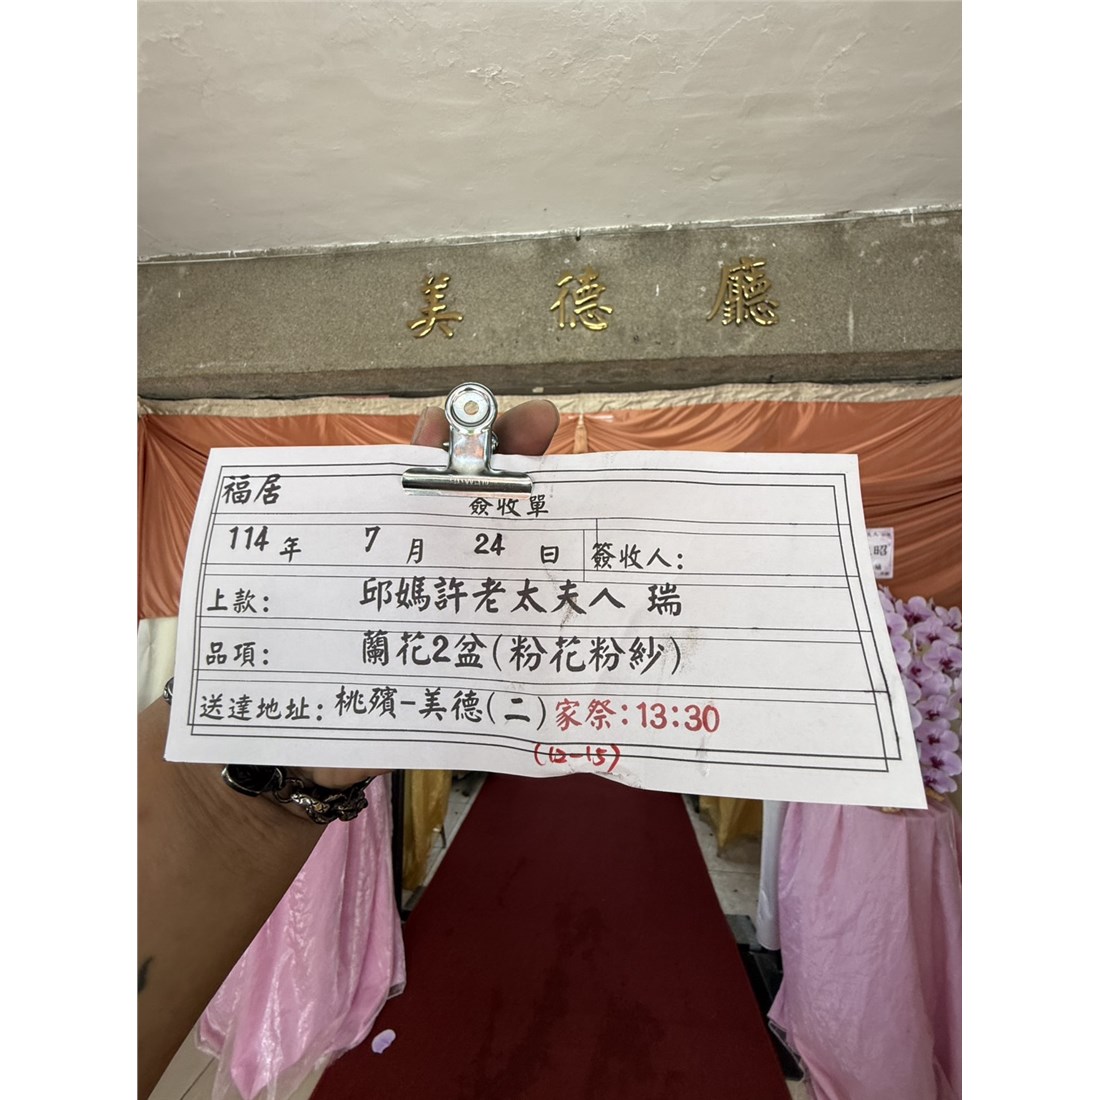 美德廳
福居
簽收單
114年 7月 24日 簽收人:
上款: 邱媽許老太夫人 瑞
品項: 蘭花2盆(粉花粉紗)
送達地址: 桃殯-美德(二) 家祭:13:30
(12-15)